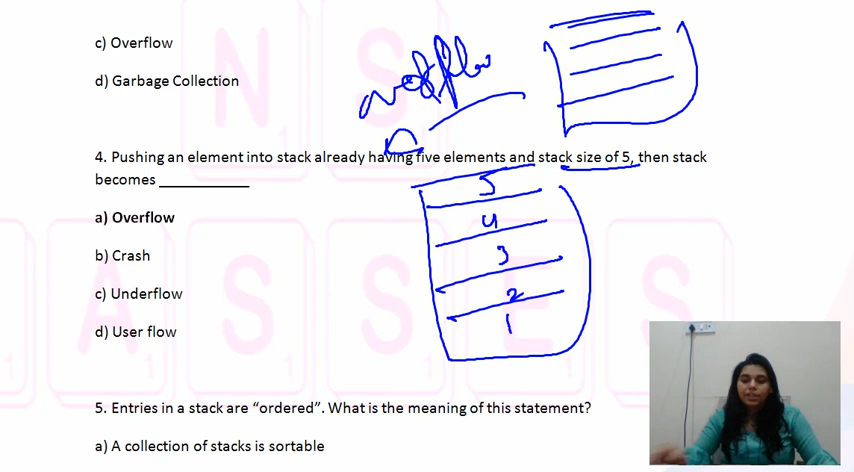 c) Overflow
d) Garbage Collection
overflow
4. Pushing an element into stack already having five elements and stack size of 5, then stack
becomes ____________
a) Overflow
b) Crash
c) Underflow
d) User flow
5
4
3
2
1
5. Entries in a stack are “ordered”. What is the meaning of this statement?
a) A collection of stacks is sortable
N S
C L A S S E S